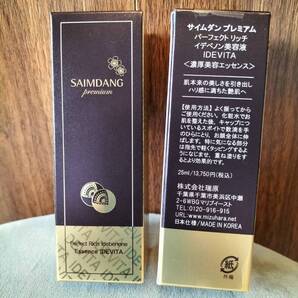 SAIMDANG
premium
Perfect Rich Idebenone
Essence IDEVITA
サイムダン プレミアム
パーフェクト リッチ
イデベノン美容液
IDEVITA
＜濃厚美容エッセンス＞
肌本来の美しさを引き出し
ハリ感に満ちた艶肌へ
【使用方法】よく振ってから
ご使用ください。化粧水でお
肌を整えた後、キャップにつ
いているスポイトで数滴を手
のひらにとり、お顔全体に伸
ばします。特に気になる部分
は指先で軽くタッピングするよ
うになじませ、重ね塗りをす
るとより効果的です。
25ml/13,750円(税込)
株式会社瑞原
千葉県千葉市美浜区中瀬
2-6WBGマリブイースト
TEL:0120-916-915
URL:www.mizuhara.net
日本仕様/MADE IN KOREA
紙
外箱